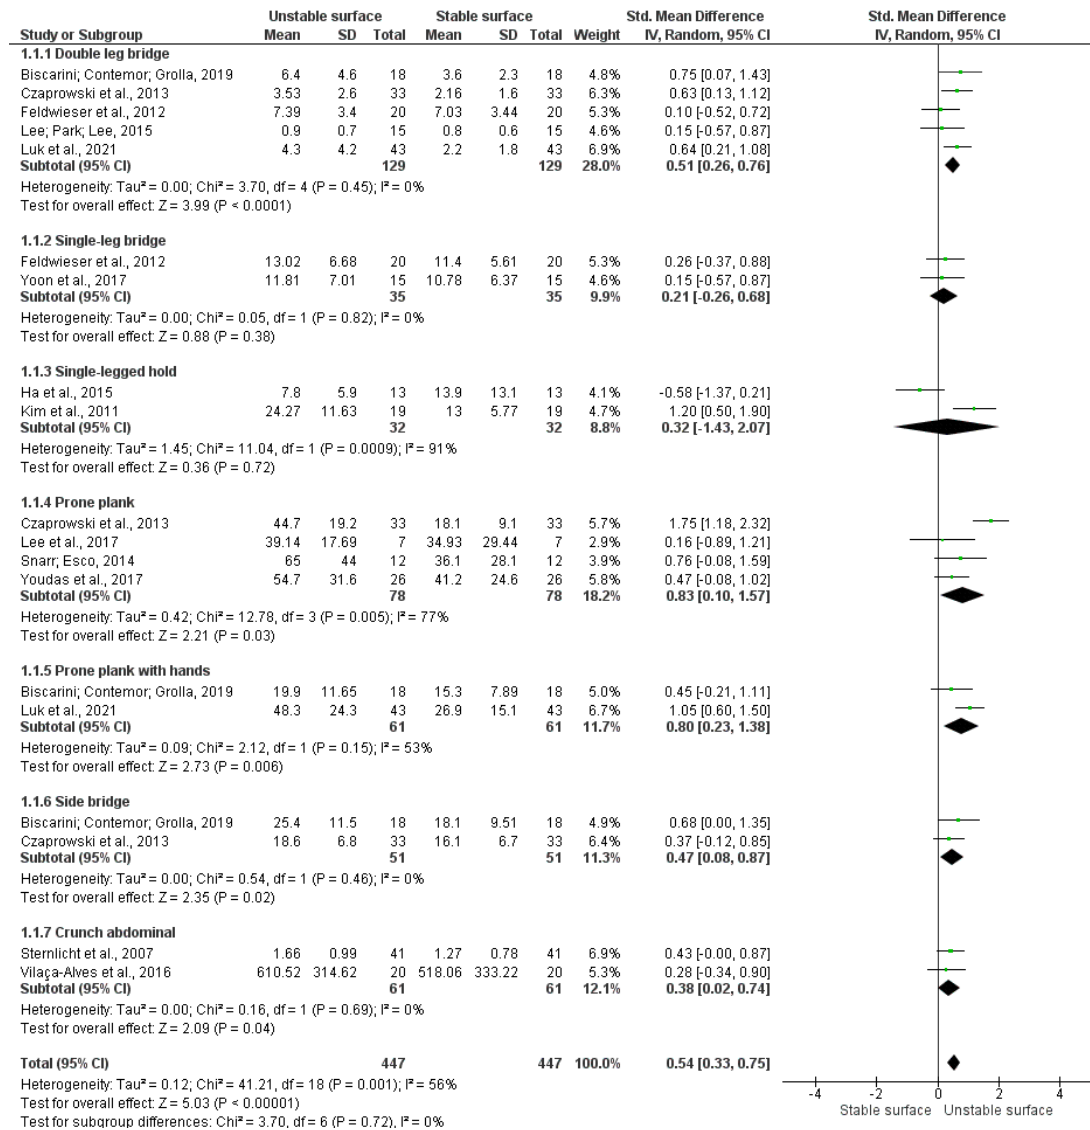 Unstable surface Stable surface Std. Mean Difference Std. Mean Difference
Study or Subgroup Mean SD Total Mean SD Total Weight IV, Random, 95% CI IV, Random, 95% CI
1.1.1 Double leg bridge
Biscarini; Contemor; Grolla, 2019 6.4 4.6 18 3.6 2.3 18 4.8% 0.75 [0.07, 1.43]
Czaprowski et al., 2013 3.53 2.6 33 2.16 1.6 33 6.3% 0.63 [0.13, 1.12]
Feldwieser et al., 2012 7.39 3.4 20 7.03 3.44 20 5.3% 0.10 [-0.52, 0.72]
Lee; Park; Lee, 2015 0.9 0.7 15 0.8 0.6 15 4.6% 0.15 [-0.57, 0.87]
Luk et al., 2021 4.3 4.2 43 2.2 1.8 43 6.9% 0.64 [0.21, 1.08]
Subtotal (95% CI) 129 129 28.0% 0.51 [0.26, 0.76]
Heterogeneity: Tau² = 0.00; Chi² = 3.70, df = 4 (P = 0.45); I² = 0%
Test for overall effect: Z = 3.99 (P < 0.0001)
1.1.2 Single-leg bridge
Feldwieser et al., 2012 13.02 6.68 20 11.4 5.61 20 5.3% 0.26 [-0.37, 0.88]
Yoon et al., 2017 11.81 7.01 15 10.78 6.37 15 4.6% 0.15 [-0.57, 0.87]
Subtotal (95% CI) 35 35 9.9% 0.21 [-0.26, 0.68]
Heterogeneity: Tau² = 0.00; Chi² = 0.05, df = 1 (P = 0.82); I² = 0%
Test for overall effect: Z = 0.88 (P = 0.38)
1.1.3 Single-legged hold
Ha et al., 2015 7.8 5.9 13 13.9 13.1 13 4.1% -0.58 [-1.37, 0.21]
Kim et al., 2011 24.27 11.63 19 13 5.77 19 4.7% 1.20 [0.50, 1.90]
Subtotal (95% CI) 32 32 8.8% 0.32 [-1.43, 2.07]
Heterogeneity: Tau² = 1.45; Chi² = 11.04, df = 1 (P = 0.0009); I² = 91%
Test for overall effect: Z = 0.36 (P = 0.72)
1.1.4 Prone plank
Czaprowski et al., 2013 44.7 19.2 33 18.1 9.1 33 5.7% 1.75 [1.18, 2.32]
Lee et al., 2017 39.14 17.69 7 34.93 29.44 7 2.9% 0.16 [-0.89, 1.21]
Snarr; Esco, 2014 65 44 12 36.1 28.1 12 3.9% 0.76 [-0.08, 1.59]
Youdas et al., 2017 54.7 31.6 26 41.2 24.6 26 5.8% 0.47 [-0.08, 1.02]
Subtotal (95% CI) 78 78 18.2% 0.83 [0.10, 1.57]
Heterogeneity: Tau² = 0.42; Chi² = 12.78, df = 3 (P = 0.005); I² = 77%
Test for overall effect: Z = 2.21 (P = 0.03)
1.1.5 Prone plank with hands
Biscarini; Contemor; Grolla, 2019 19.9 11.65 18 15.3 7.89 18 5.0% 0.45 [-0.21, 1.11]
Luk et al., 2021 48.3 24.3 43 26.9 15.1 43 6.7% 1.05 [0.60, 1.50]
Subtotal (95% CI) 61 61 11.7% 0.80 [0.23, 1.38]
Heterogeneity: Tau² = 0.09; Chi² = 2.12, df = 1 (P = 0.15); I² = 53%
Test for overall effect: Z = 2.73 (P = 0.006)
1.1.6 Side bridge
Biscarini; Contemor; Grolla, 2019 25.4 11.5 18 18.1 9.51 18 4.9% 0.68 [0.00, 1.35]
Czaprowski et al., 2013 18.6 6.8 33 16.1 6.7 33 6.4% 0.37 [-0.12, 0.85]
Subtotal (95% CI) 51 51 11.3% 0.47 [0.08, 0.87]
Heterogeneity: Tau² = 0.00; Chi² = 0.54, df = 1 (P = 0.46); I² = 0%
Test for overall effect: Z = 2.35 (P = 0.02)
1.1.7 Crunch abdominal
Sternlicht et al., 2007 1.66 0.99 41 1.27 0.78 41 6.9% 0.43 [-0.00, 0.87]
Vilaça-Alves et al., 2016 610.52 314.62 20 518.06 333.22 20 5.3% 0.28 [-0.34, 0.90]
Subtotal (95% CI) 61 61 12.1% 0.38 [0.02, 0.74]
Heterogeneity: Tau² = 0.00; Chi² = 0.16, df = 1 (P = 0.69); I² = 0%
Test for overall effect: Z = 2.09 (P = 0.04)
Total (95% CI) 447 447 100.0% 0.54 [0.33, 0.75]
Heterogeneity: Tau² = 0.12; Chi² = 41.21, df = 18 (P = 0.001); I² = 56%
Test for overall effect: Z = 5.03 (P < 0.00001)
Test for subgroup differences: Chi² = 3.70, df = 6 (P = 0.72), I² = 0%
-4 -2 0 2 4
Stable surface Unstable surface